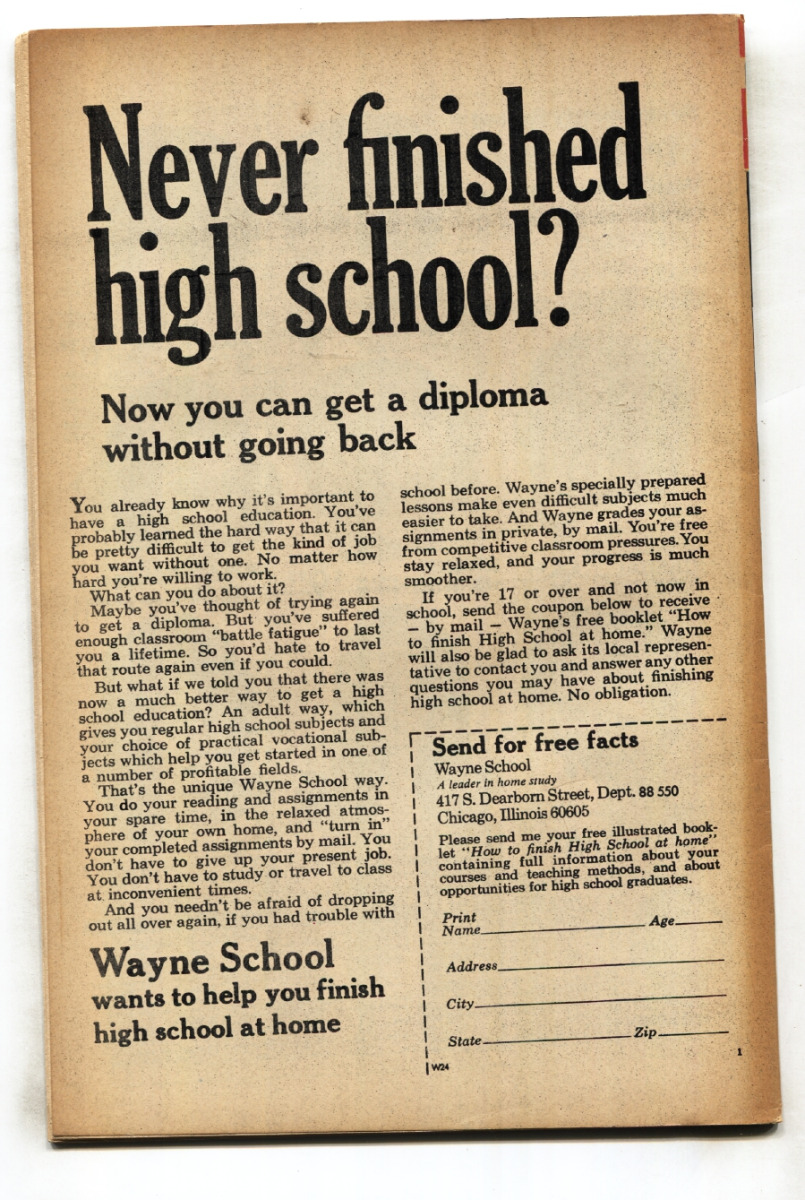 Never finished
high school?
Now you can get a diploma
without going back
You already know why it's important to
have a high school education. You've
probably learned the hard way that it can
be pretty difficult to get the kind of job
you want without one. No matter how
hard you're willing to work.
What can you do about it?
Maybe you've thought of trying again
to get a diploma. But you've suffered
enough classroom "battle fatigue" to last
you a lifetime. So you'd hate to travel
that route again even if you could.
But what if we told you that there was
now a much better way to get a high
school education? An adult way, which
gives you regular high school subjects and
your choice of practical vocational sub-
jects which help you get started in one of
a number of profitable fields.
That's the unique Wayne School way.
You do your reading and assignments in
your spare time, in the relaxed atmos-
phere of your own home, and "turn in"
your completed assignments by mail. You
don't have to give up your present job.
You don't have to study or travel to class
at inconvenient times.
And you needn't be afraid of dropping
out all over again, if you had trouble with
school before. Wayne's specially prepared
lessons make even difficult subjects much
easier to take. And Wayne grades your as-
signments in private, by mail. You're free
from competitive classroom pressures. You
stay relaxed, and your progress is much
smoother.
If you're 17 or over and not now in
school, send the coupon below to receive
— by mail — Wayne's free booklet "How
to finish High School at home." Wayne
will also be glad to ask its local represen-
tative to contact you and answer any other
questions you may have about finishing
high school at home. No obligation.
Wayne School
wants to help you finish
high school at home
Send for free facts
Wayne School
A leader in home study
417 S. Dearborn Street, Dept. 88 550
Chicago, Illinois 60605
Please send me your free illustrated book-
let "How to finish High School at home"
containing full information about your
courses and teaching methods, and about
opportunities for high school graduates.
Print
Name Age
Address
City
State Zip
W24
1